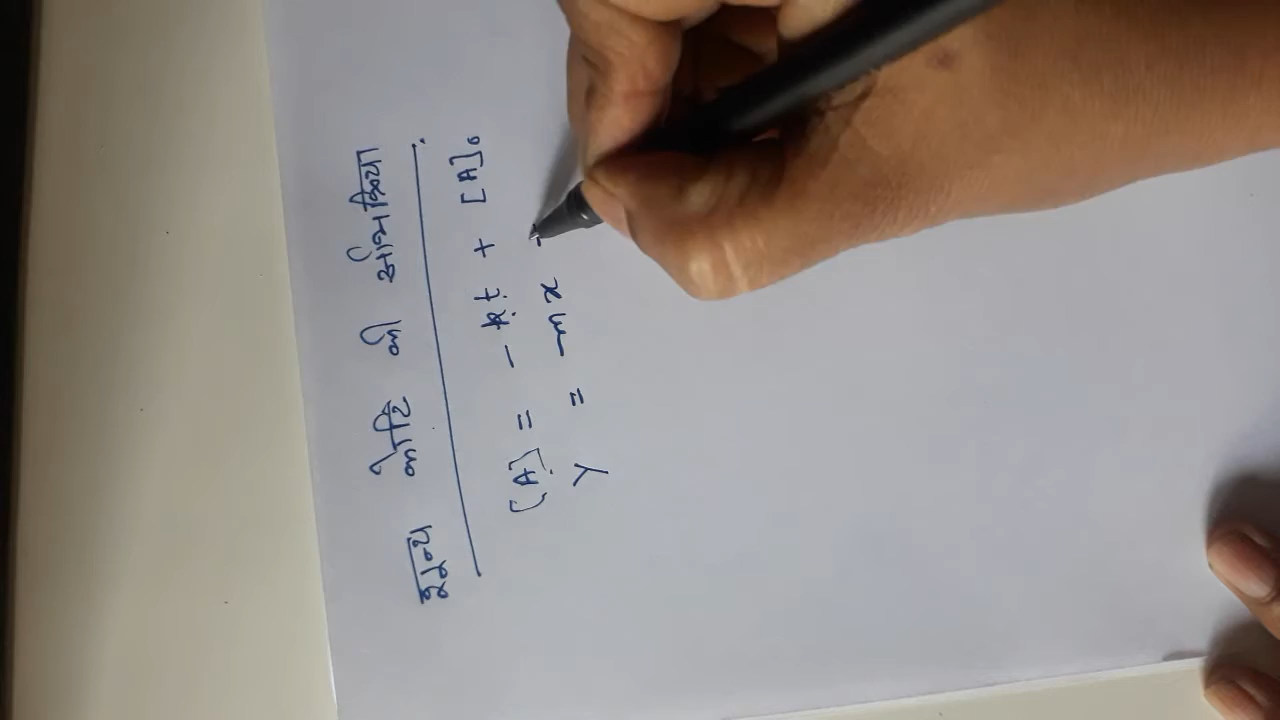 शून्य कोटि की अभिक्रिया
[A] = - kt + [A]₀
Y = mx